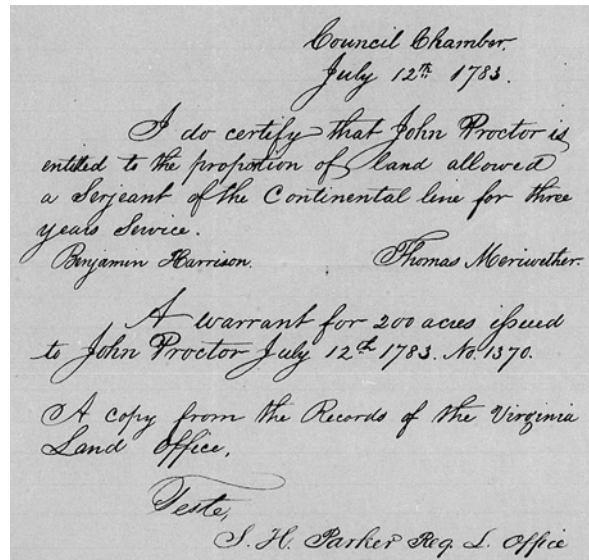 Council Chamber.
July 12th 1783.
I do certify that John Proctor is
entitled to the proportion of land allowed
a Serjeant of the Continental line for three
years Service.
Benjamin Harrison. Thomas Meriwether.
A warrant for 200 acres issued
to John Proctor July 12th 1783. No. 1370.
A copy from the Records of the Virginia
Land Office,
Teste,
S. H. Parker Reg. L. Office